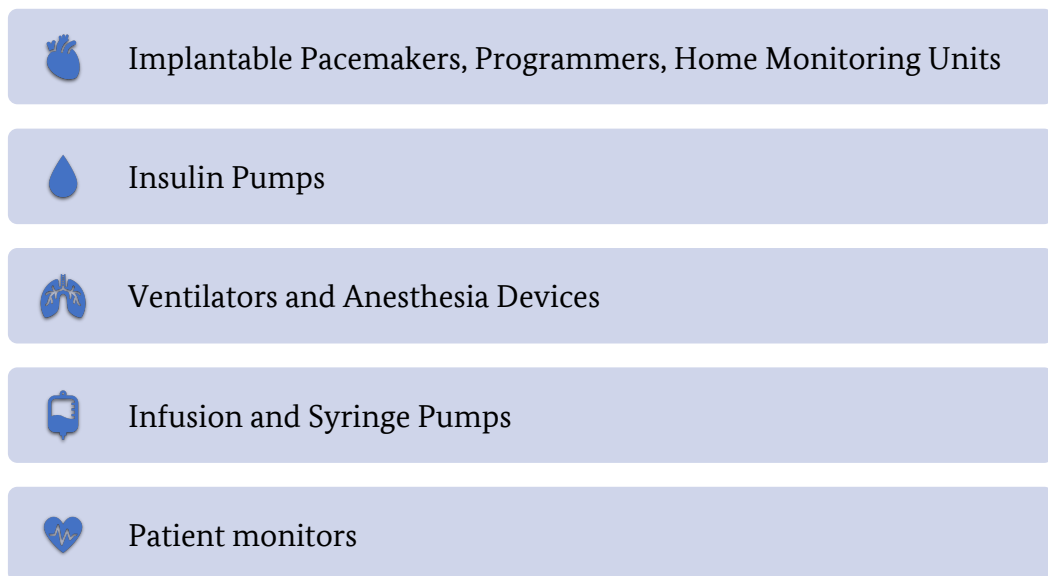 Implantable Pacemakers, Programmers, Home Monitoring Units
Insulin Pumps
Ventilators and Anesthesia Devices
Infusion and Syringe Pumps
Patient monitors